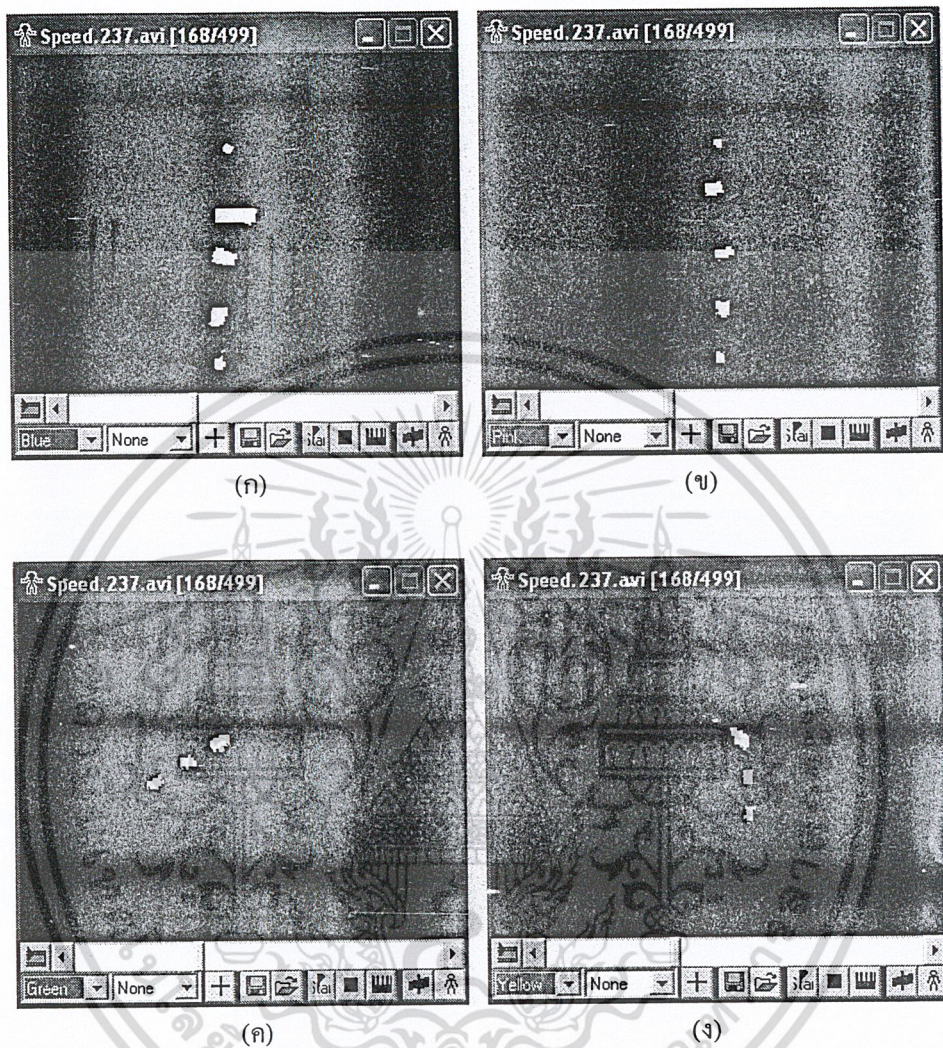 Speed.237.avi [168/499]
Speed.237.avi [168/499]
Blue None
Pink None
(ก)
(ข)
Speed.237.avi [168/499]
Speed.237.avi [168/499]
Green None
Yellow None
(ค)
(ง)